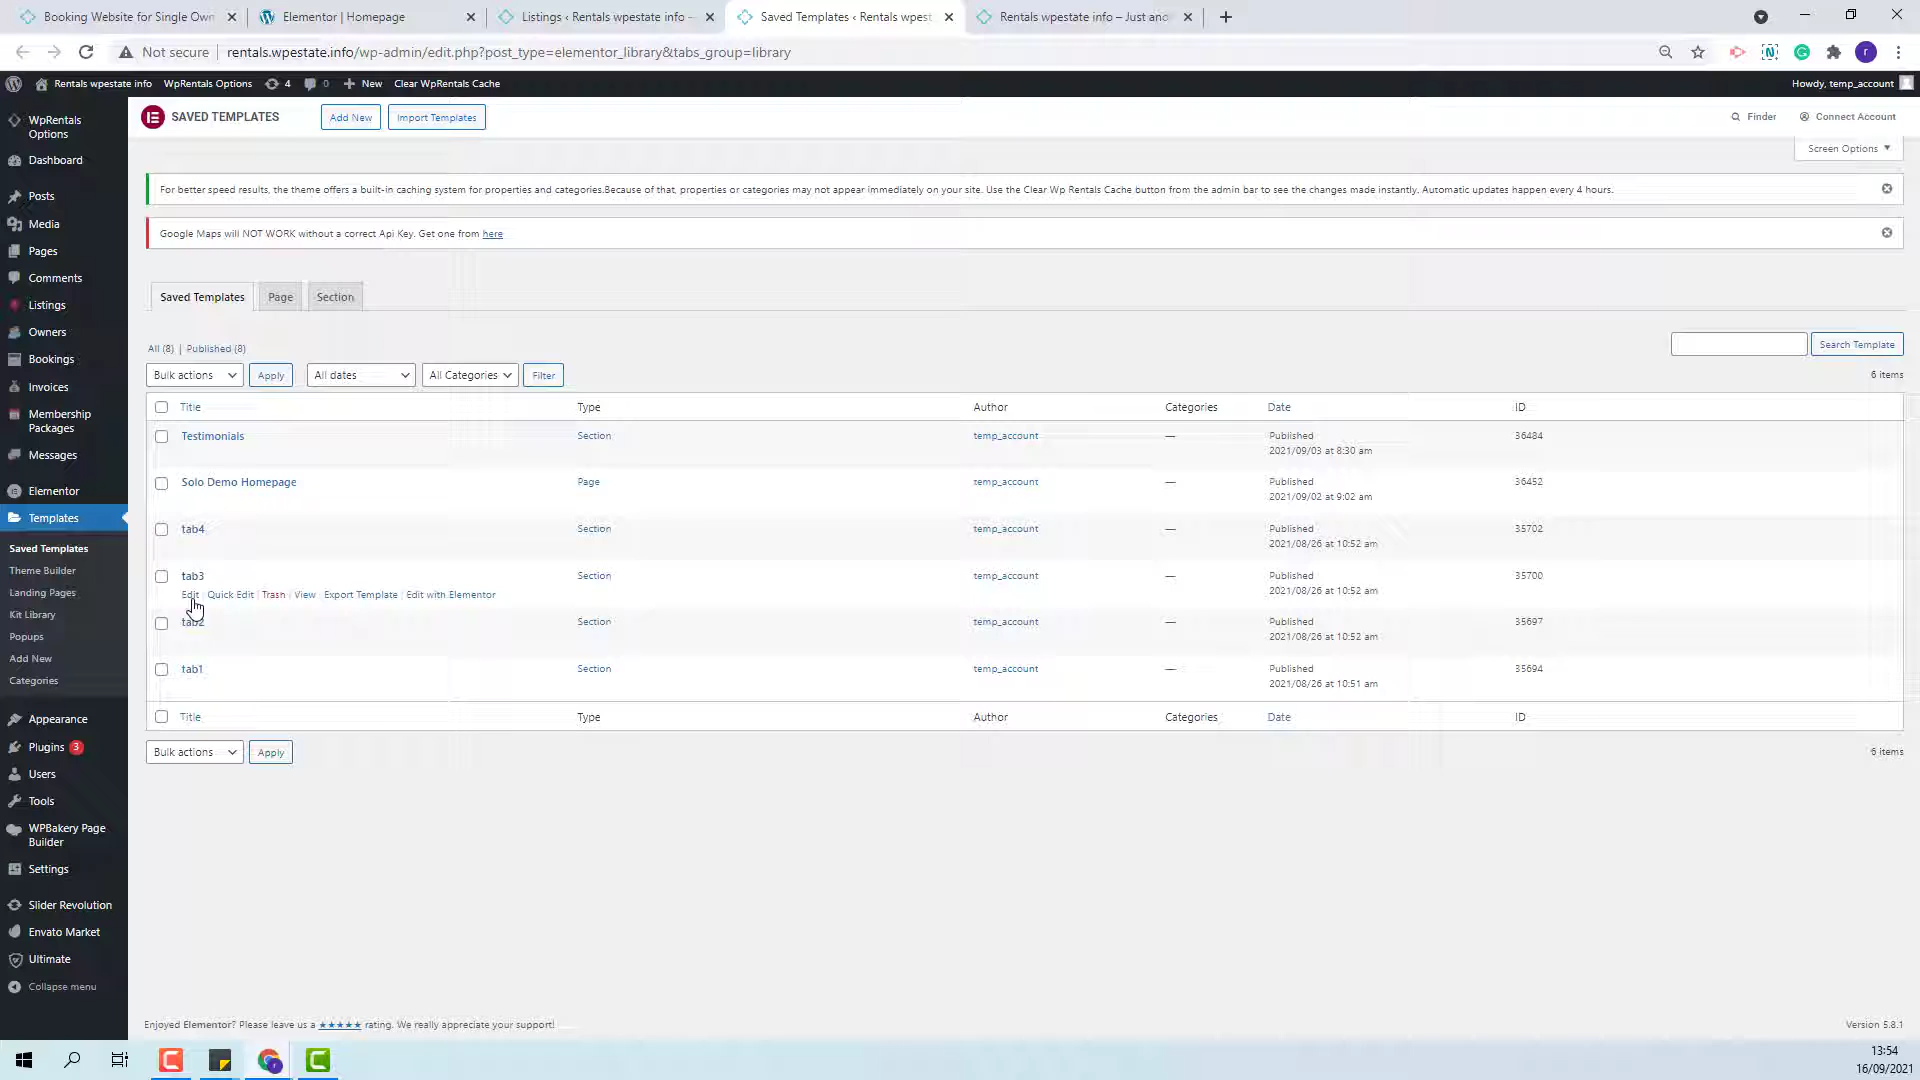 Booking Website for Single Own
Elementor | Homepage
Listings ‹ Rentals wpestate info –
Saved Templates ‹ Rentals wpest
Rentals wpestate info – Just ano
Not secure
rentals.wpestate.info/wp-admin/edit.php?post_type=elementor_library&tabs_group=library
Rentals wpestate info
WpRentals Options
4
0
New
Clear WpRentals Cache
Howdy, temp_account
WpRentals
Options
Dashboard
Posts
Media
Pages
Comments
Listings
Owners
Bookings
Invoices
Membership
Packages
Messages
Elementor
Templates
Saved Templates
Theme Builder
Landing Pages
Kit Library
Popups
Add New
Categories
Appearance
Plugins 3
Users
Tools
WPBakery Page
Builder
Settings
Slider Revolution
Envato Market
Ultimate
Collapse menu
SAVED TEMPLATES
Add New
Import Templates
Finder
Connect Account
Screen Options
For better speed results, the theme offers a built-in caching system for properties and categories.Because of that, properties or categories may not appear immediately on your site. Use the Clear Wp Rentals Cache button from the admin bar to see the changes made instantly. Automatic updates happen every 4 hours.
Google Maps will NOT WORK without a correct Api Key. Get one from here
Saved Templates
Page
Section
All (8) | Published (8)
Search Template
Bulk actions
Apply
All dates
All Categories
Filter
6 items
Title Type Author Categories Date ID
Testimonials Section temp_account — Published 36484
2021/09/03 at 8:30 am
Solo Demo Homepage Page temp_account — Published 36452
2021/09/02 at 9:02 am
tab4 Section temp_account — Published 35702
2021/08/26 at 10:52 am
tab3 Section temp_account — Published 35700
2021/08/26 at 10:52 am
Edit | Quick Edit | Trash | View | Export Template | Edit with Elementor
tab2 Section temp_account — Published 35697
2021/08/26 at 10:52 am
tab1 Section temp_account — Published 35694
2021/08/26 at 10:51 am
Title Type Author Categories Date ID
Bulk actions
Apply
6 items
Enjoyed Elementor? Please leave us a ★★★★★ rating. We really appreciate your support!
Version 5.8.1
13:54
16/09/2021